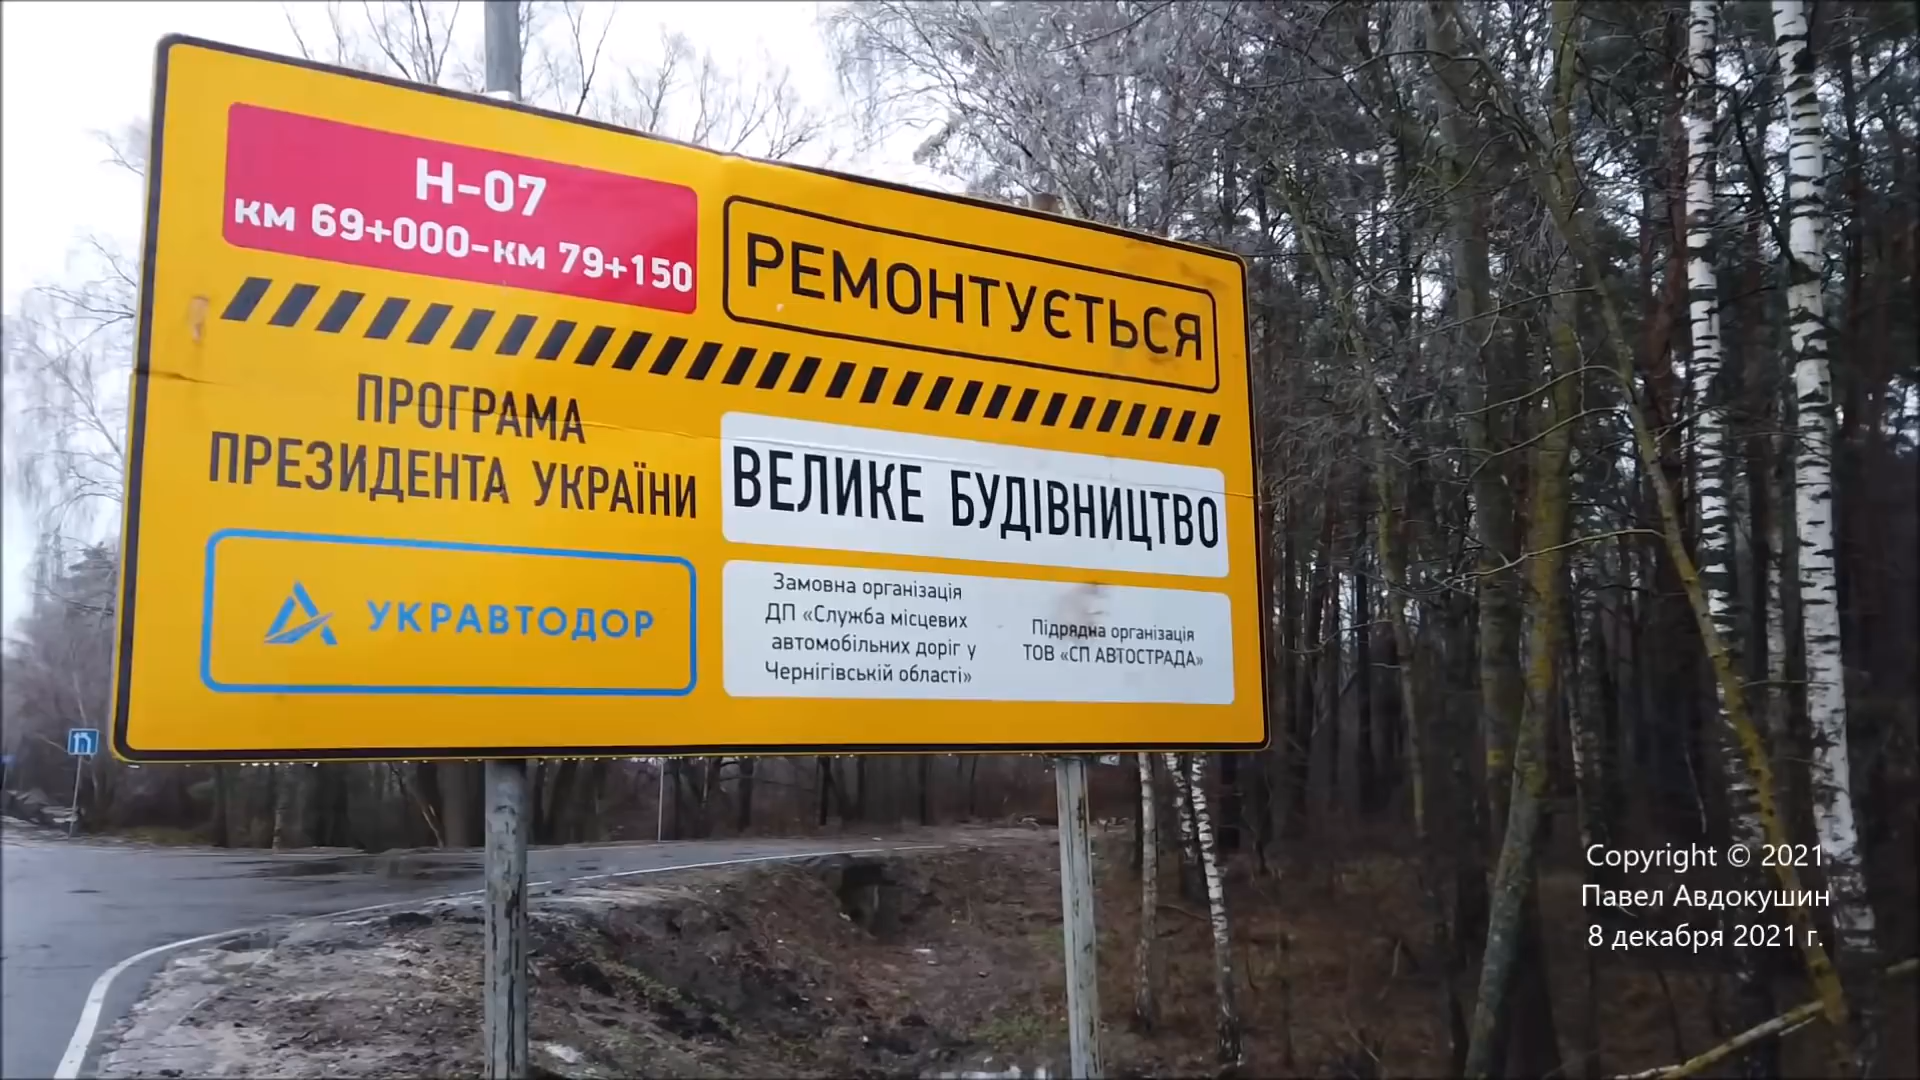 Н-07
км 69+000-км 79+150
РЕМОНТУЄТЬСЯ
ПРОГРАМА
ПРЕЗИДЕНТА УКРАЇНИ
ВЕЛИКЕ БУДІВНИЦТВО
УКРАВТОДОР
Замовна організація
ДП «Служба місцевих
автомобільних доріг у
Чернігівській області»
Підрядна організація
ТОВ «СП АВТОСТРАДА»
Copyright © 2021
Павел Авдокушин
8 декабря 2021 г.